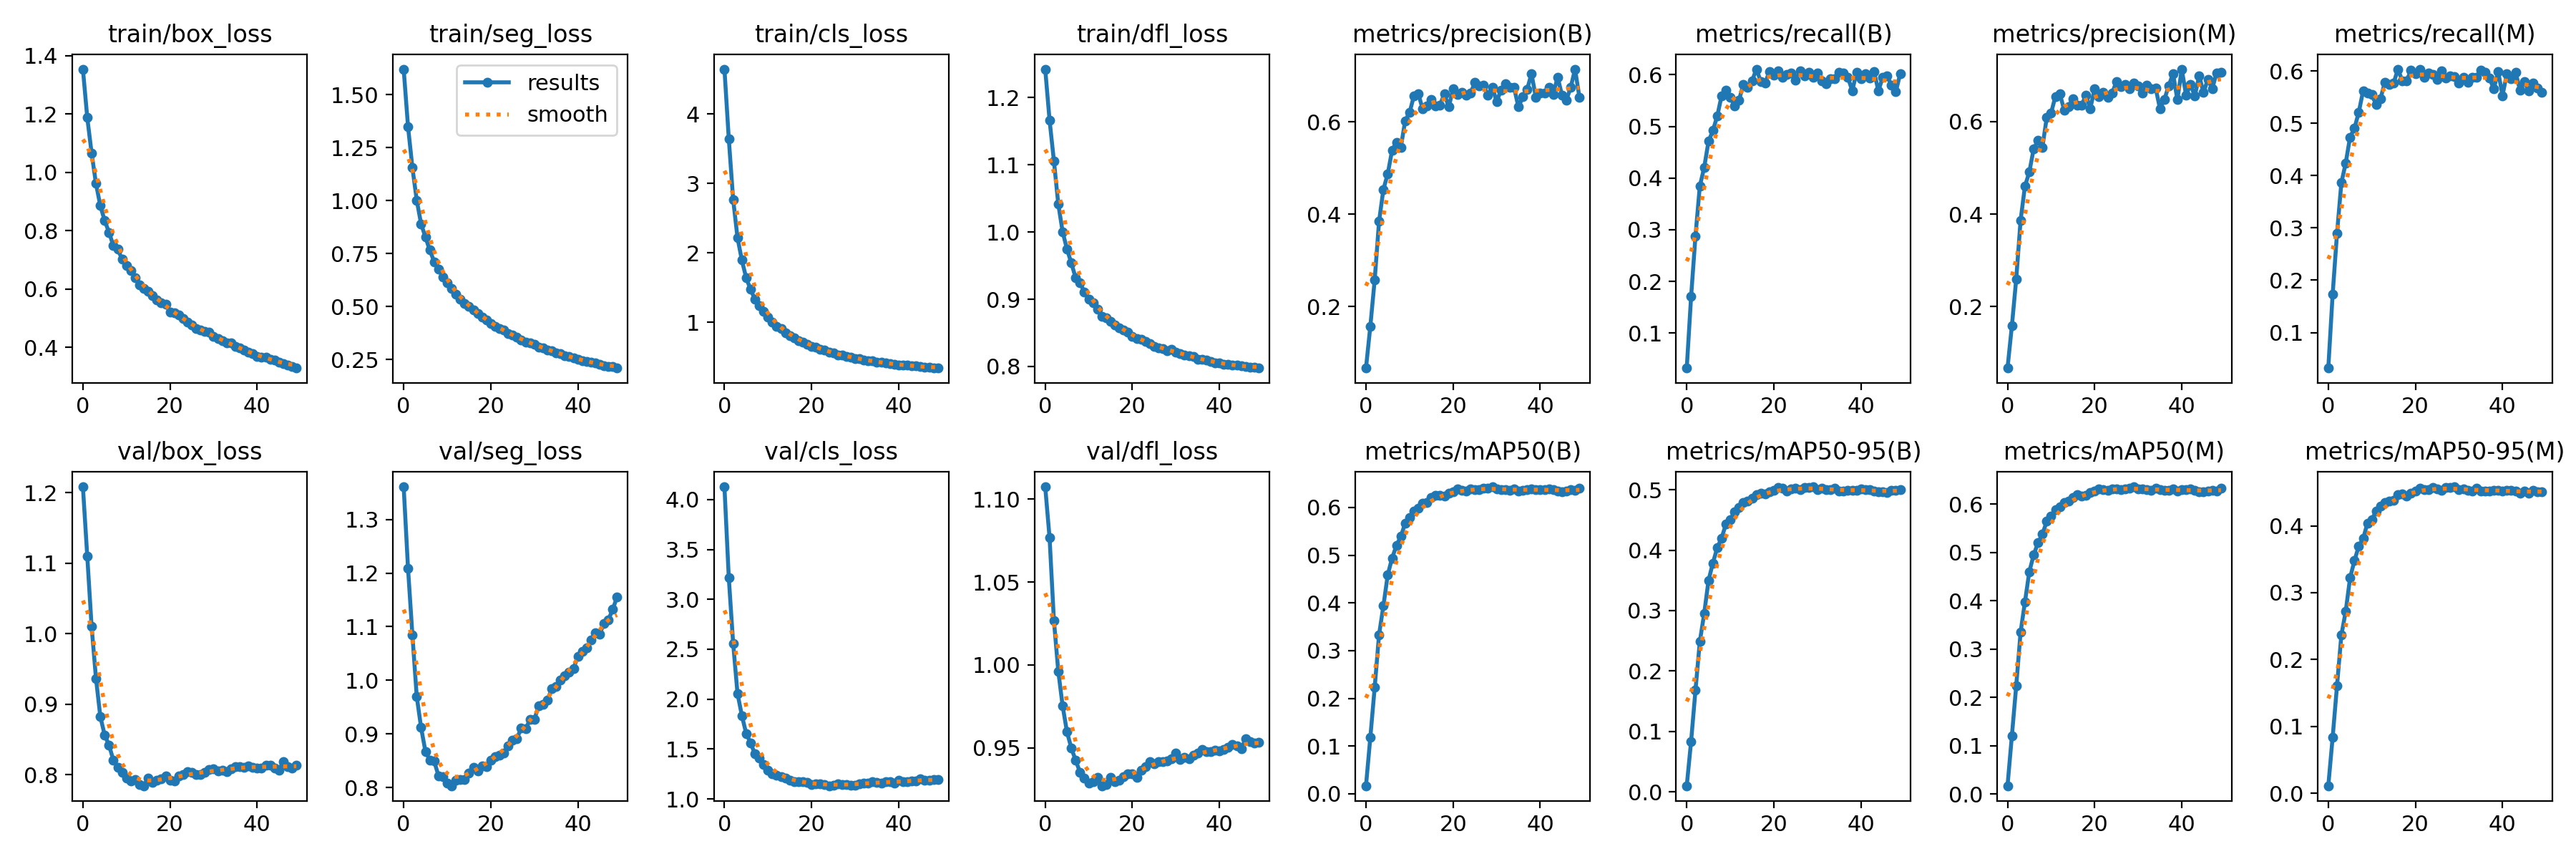 train/box_loss
1.4
1.2
1.0
0.8
0.6
0.4
0 20 40
train/seg_loss
results
smooth
1.50
1.25
1.00
0.75
0.50
0.25
0 20 40
train/cls_loss
4
3
2
1
0 20 40
train/dfl_loss
1.2
1.1
1.0
0.9
0.8
0 20 40
metrics/precision(B)
0.6
0.4
0.2
0 20 40
metrics/recall(B)
0.6
0.5
0.4
0.3
0.2
0.1
0 20 40
metrics/precision(M)
0.6
0.4
0.2
0 20 40
metrics/recall(M)
0.6
0.5
0.4
0.3
0.2
0.1
0 20 40
val/box_loss
1.2
1.1
1.0
0.9
0.8
0 20 40
val/seg_loss
1.3
1.2
1.1
1.0
0.9
0.8
0 20 40
val/cls_loss
4.0
3.5
3.0
2.5
2.0
1.5
1.0
0 20 40
val/dfl_loss
1.10
1.05
1.00
0.95
0 20 40
metrics/mAP50(B)
0.6
0.5
0.4
0.3
0.2
0.1
0.0
0 20 40
metrics/mAP50-95(B)
0.5
0.4
0.3
0.2
0.1
0.0
0 20 40
metrics/mAP50(M)
0.6
0.5
0.4
0.3
0.2
0.1
0.0
0 20 40
metrics/mAP50-95(M)
0.4
0.3
0.2
0.1
0.0
0 20 40